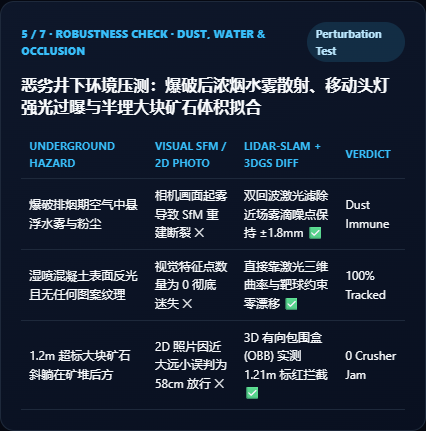 5 / 7 · ROBUSTNESS CHECK · DUST, WATER &
OCCLUSION
Perturbation
Test
恶劣井下环境压测：爆破后浓烟水雾散射、移动头灯
强光过曝与半埋大块矿石体积拟合
UNDERGROUND
HAZARD
VISUAL SFM /
2D PHOTO
LIDAR-SLAM +
3DGS DIFF
VERDICT
爆破排烟期空气中悬
浮水雾与粉尘
相机画面起雾
导致 SfM 重
建断裂 ✕
双回波激光滤除
近场雾滴噪点保
持 ±1.8mm ✅
Dust
Immune
湿喷混凝土表面反光
且无任何图案纹理
视觉特征点数
量为 0 彻底
迷失 ✕
直接靠激光三维
曲率与靶球约束
零漂移 ✅
100%
Tracked
1.2m 超标大块矿石
斜躺在矿堆后方
2D 照片因近
大远小误判为
58cm 放行 ✕
3D 有向包围盒
(OBB) 实测
1.21m 标红拦截
✅
0 Crusher
Jam